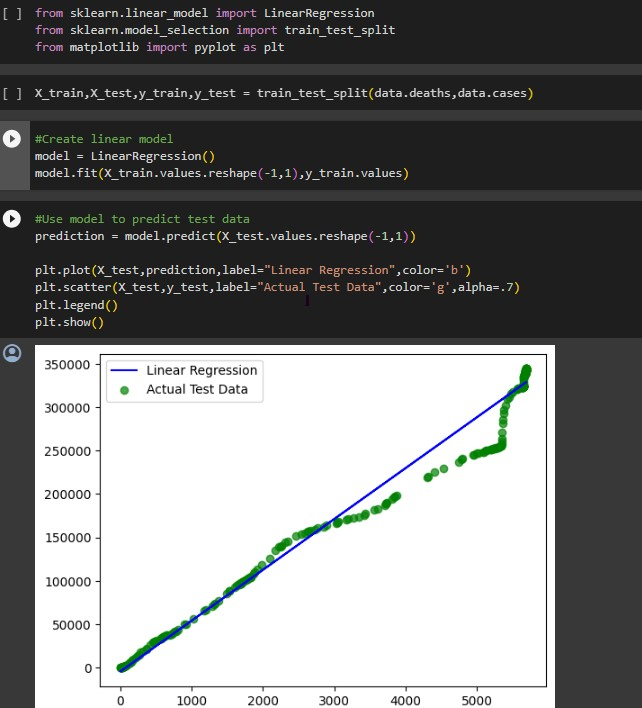 [ ] from sklearn.linear_model import LinearRegression
from sklearn.model_selection import train_test_split
from matplotlib import pyplot as plt
[ ] X_train,X_test,y_train,y_test = train_test_split(data.deaths,data.cases)
#Create linear model
model = LinearRegression()
model.fit(X_train.values.reshape(-1,1),y_train.values)
#Use model to predict test data
prediction = model.predict(X_test.values.reshape(-1,1))
plt.plot(X_test,prediction,label="Linear Regression",color='b')
plt.scatter(X_test,y_test,label="Actual Test Data",color='g',alpha=.7)
plt.legend()
plt.show()
Linear Regression
Actual Test Data
350000
300000
250000
200000
150000
100000
50000
0
0 1000 2000 3000 4000 5000